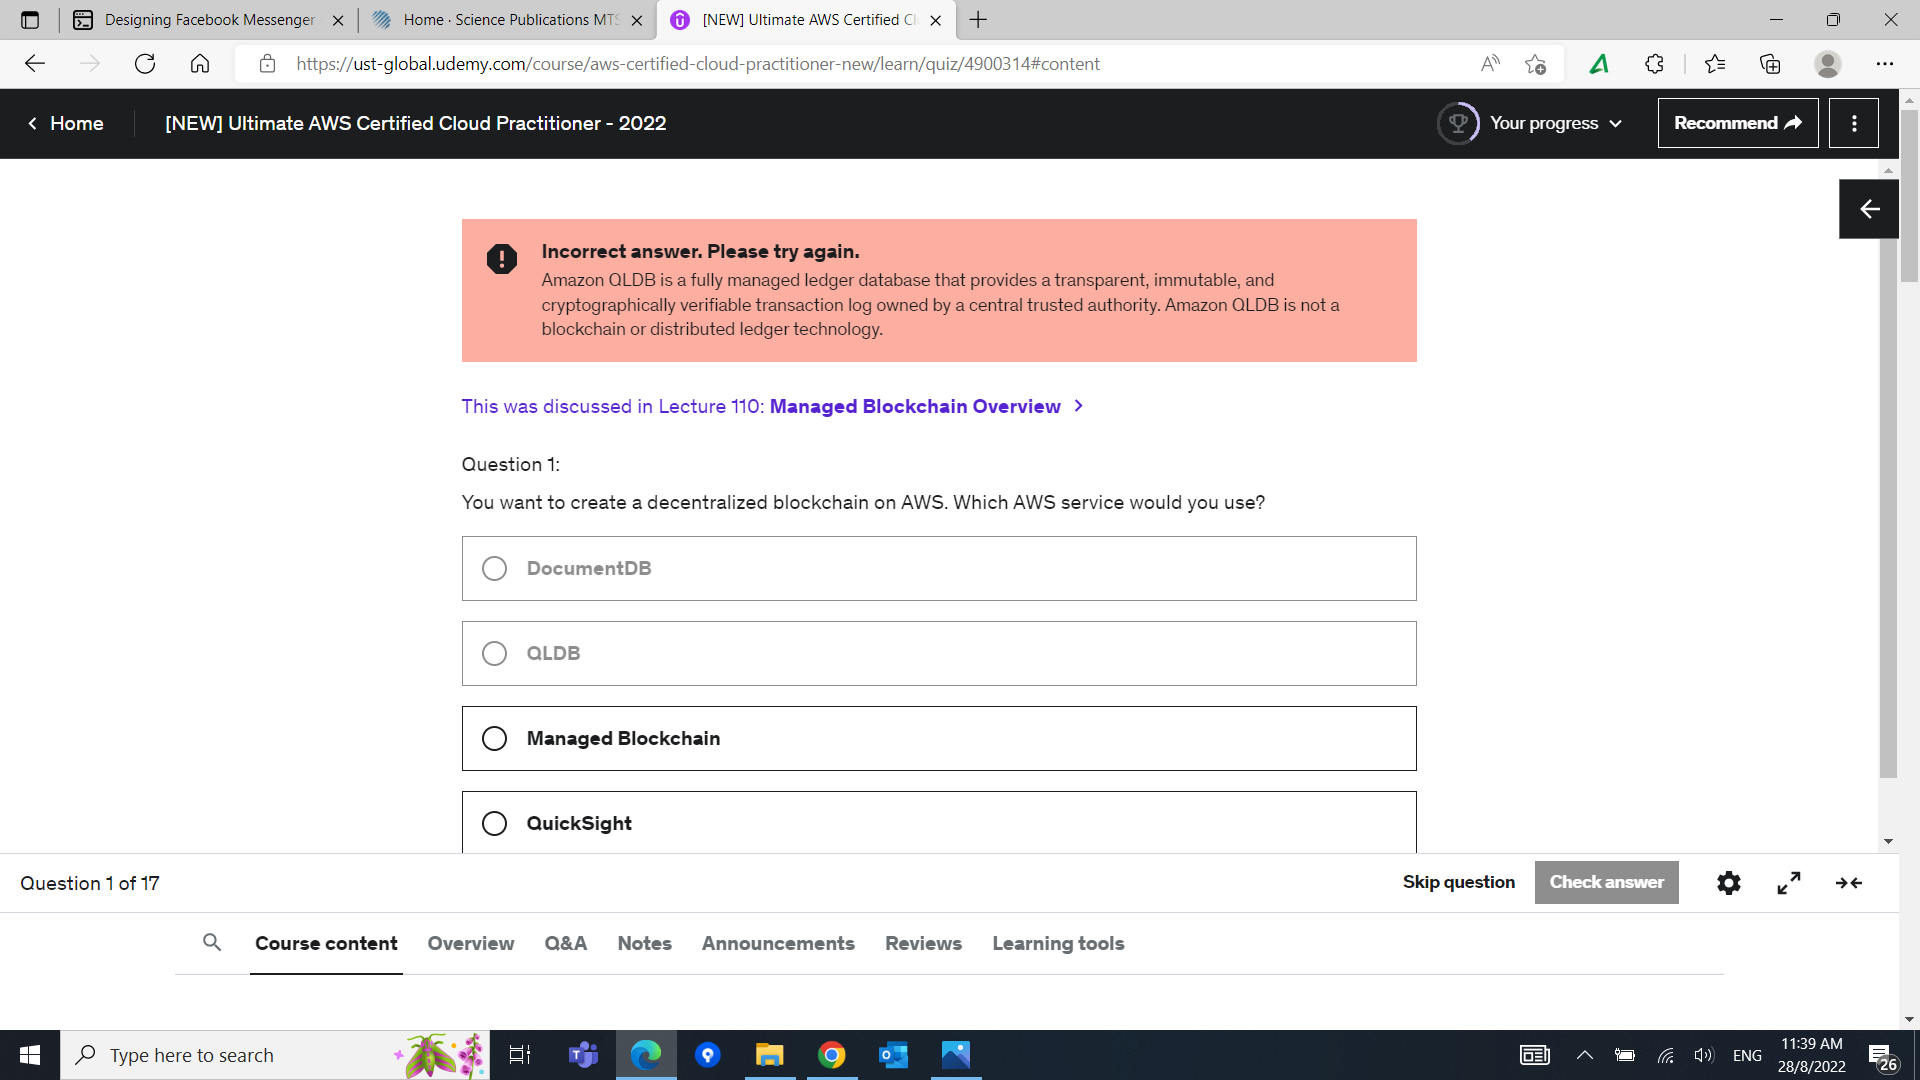 Designing Facebook Messenger
Home · Science Publications MTS
[NEW] Ultimate AWS Certified Cl
https://ust-global.udemy.com/course/aws-certified-cloud-practitioner-new/learn/quiz/4900314#content
Home
[NEW] Ultimate AWS Certified Cloud Practitioner - 2022
Your progress
Recommend
Incorrect answer. Please try again.
Amazon QLDB is a fully managed ledger database that provides a transparent, immutable, and
cryptographically verifiable transaction log owned by a central trusted authority. Amazon QLDB is not a
blockchain or distributed ledger technology.
This was discussed in Lecture 110: Managed Blockchain Overview
Question 1:
You want to create a decentralized blockchain on AWS. Which AWS service would you use?
DocumentDB
QLDB
Managed Blockchain
QuickSight
Question 1 of 17
Skip question
Check answer
Course content
Overview
Q&A
Notes
Announcements
Reviews
Learning tools
Type here to search
ENG
11:39 AM
28/8/2022
26